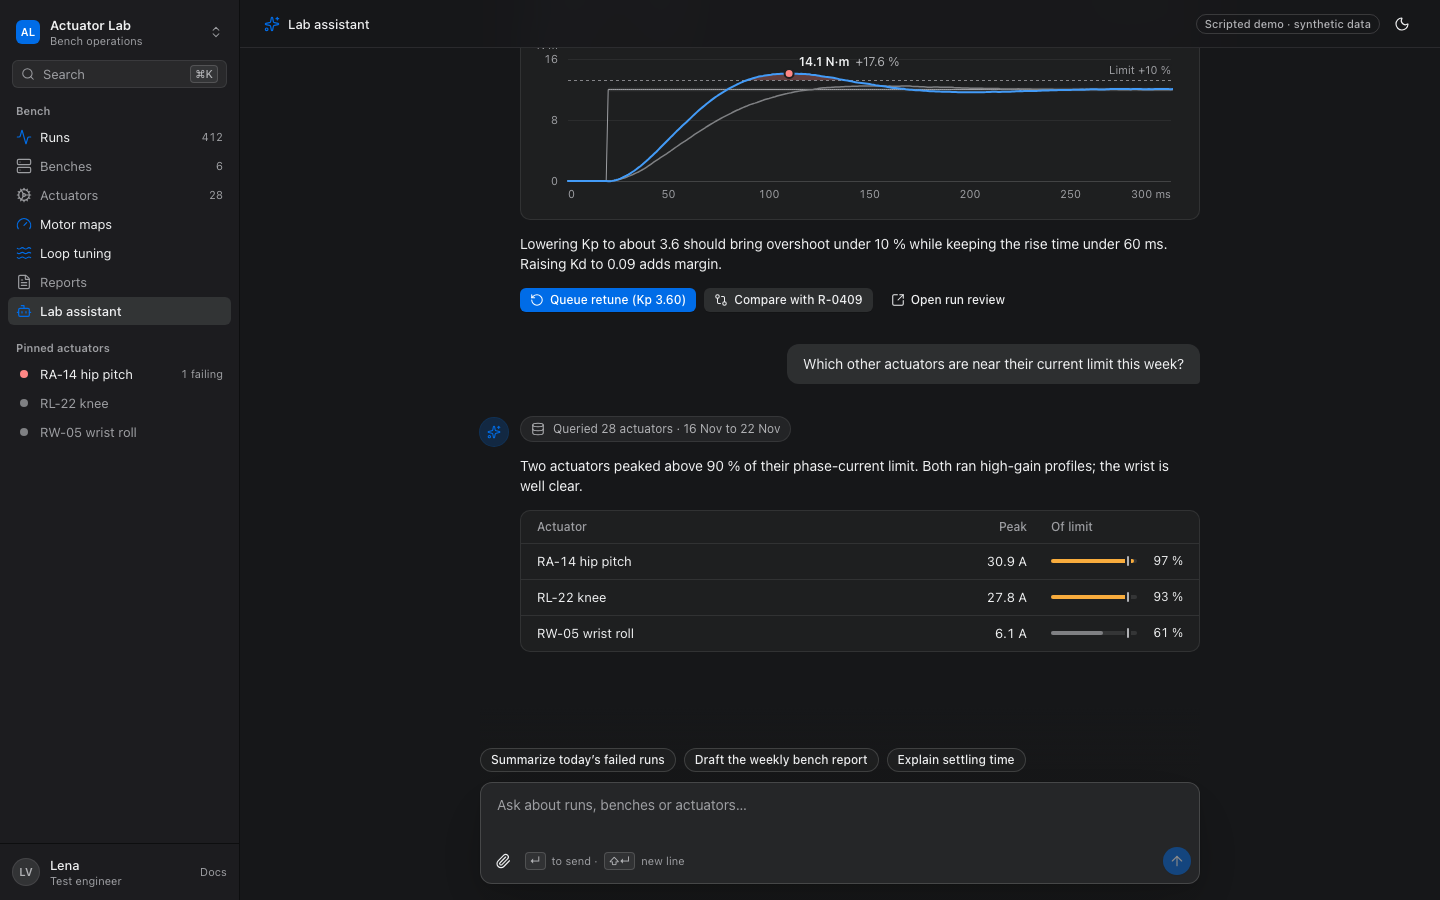 AL
Actuator Lab
Bench operations
Search
⌘K
Bench
Runs 412
Benches 6
Actuators 28
Motor maps
Loop tuning
Reports
Lab assistant
Pinned actuators
RA-14 hip pitch 1 failing
RL-22 knee
RW-05 wrist roll
LV
Lena
Test engineer
Docs
Lab assistant
Scripted demo · synthetic data
14.1 N·m +17.6 %
Limit +10 %
16
8
0
0 50 100 150 200 250 300 ms
Lowering Kp to about 3.6 should bring overshoot under 10 % while keeping the rise time under 60 ms.
Raising Kd to 0.09 adds margin.
Queue retune (Kp 3.60) Compare with R-0409 Open run review
Which other actuators are near their current limit this week?
Queried 28 actuators · 16 Nov to 22 Nov
Two actuators peaked above 90 % of their phase-current limit. Both ran high-gain profiles; the wrist is
well clear.
Actuator Peak Of limit
RA-14 hip pitch 30.9 A 97 %
RL-22 knee 27.8 A 93 %
RW-05 wrist roll 6.1 A 61 %
Summarize today’s failed runs Draft the weekly bench report Explain settling time
Ask about runs, benches or actuators…
to send · new line